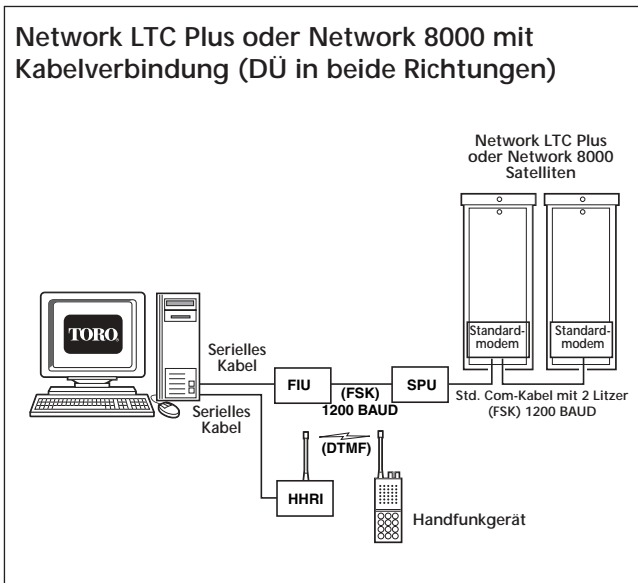 Network LTC Plus oder Network 8000 mit
Kabelverbindung (DÜ in beide Richtungen)
Network LTC Plus
oder Network 8000
Satelliten
TORO
Standard-
modem
Standard-
modem
Serielles
Kabel
FIU
(FSK)
1200 BAUD
SPU
Std. Com-Kabel mit 2 Litzer
(FSK) 1200 BAUD
Serielles
Kabel
(DTMF)
HHRI
Handfunkgerät